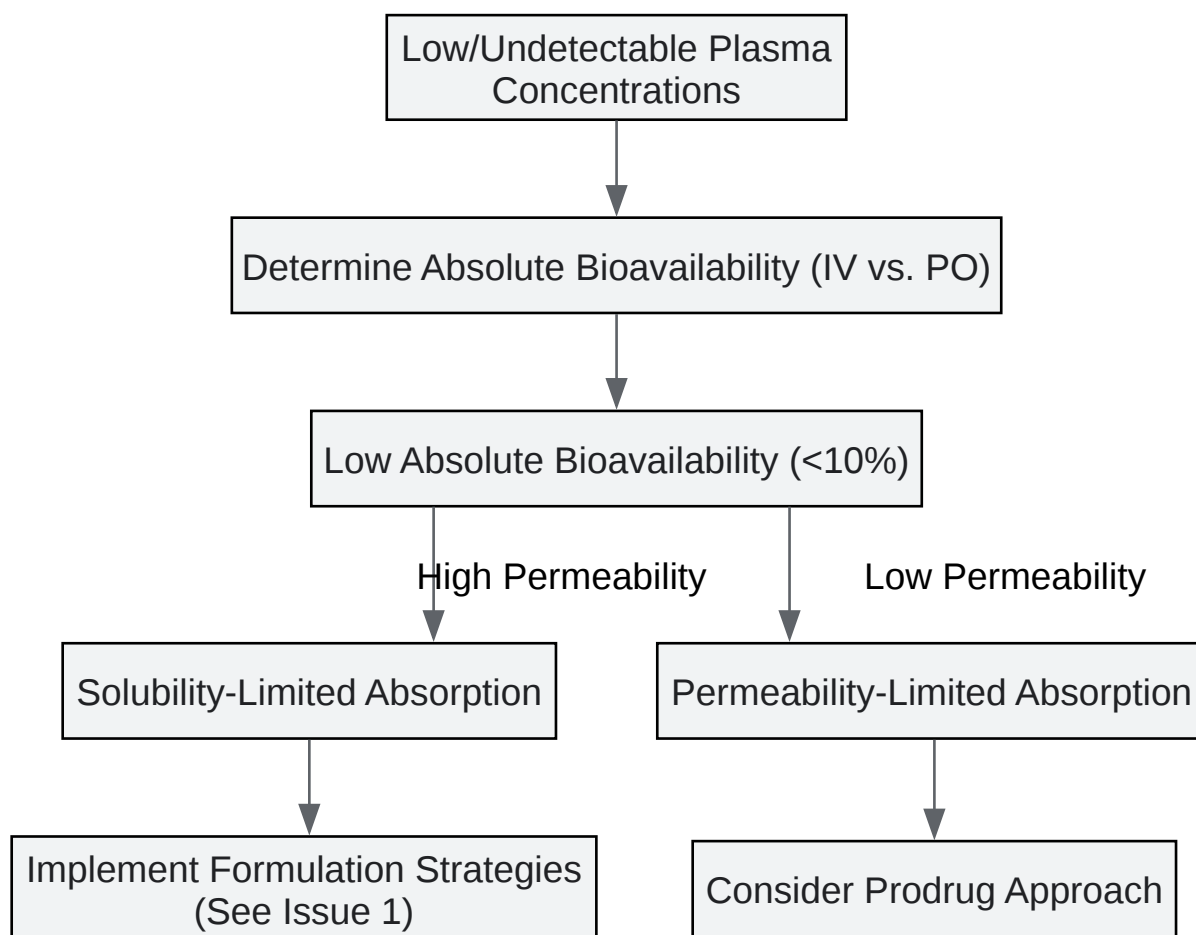 Low/Undetectable Plasma
Concentrations
Determine Absolute Bioavailability (IV vs. PO)
Low Absolute Bioavailability (<10%)
High Permeability
Low Permeability
Solubility-Limited Absorption
Permeability-Limited Absorption
Implement Formulation Strategies
(See Issue 1)
Consider Prodrug Approach